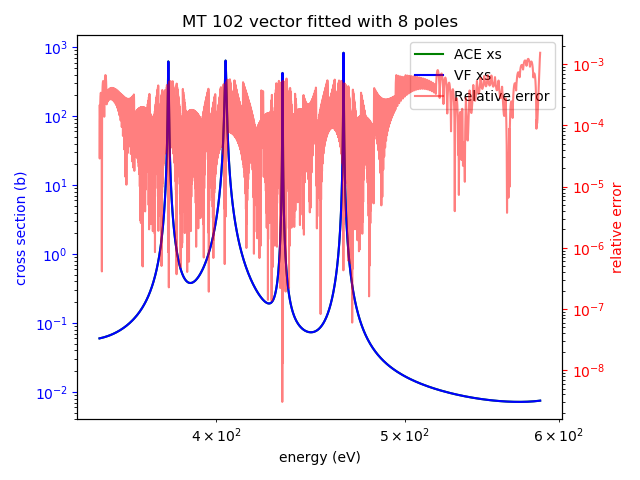 MT 102 vector fitted with 8 poles
ACE xs
VF xs
Relative error
cross section (b)
10³
10²
10¹
10⁰
10⁻¹
10⁻²
relative error
10⁻³
10⁻⁴
10⁻⁵
10⁻⁶
10⁻⁷
10⁻⁸
4 × 10² 5 × 10² 6 × 10²
energy (eV)